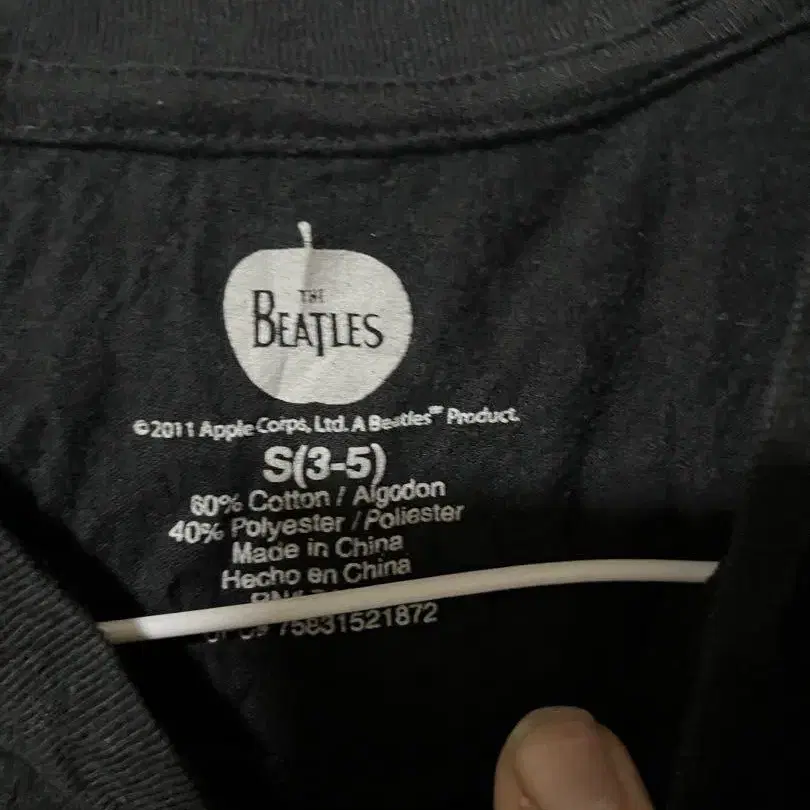 THE
BEATLES
©2011 Apple Corps, Ltd. A Beatles™ Product.
S(3-5)
60% Cotton / Algodon
40% Polyester / Poliester
Made in China
Hecho en China
75831521872